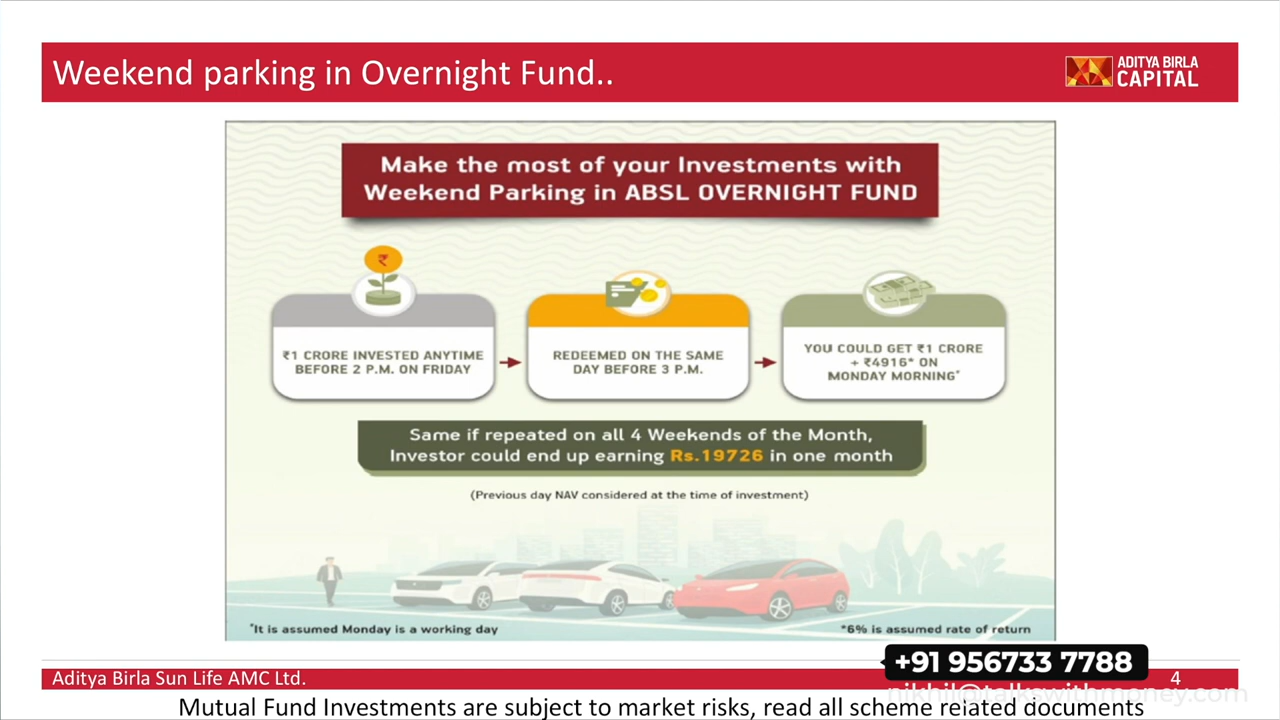 Weekend parking in Overnight Fund..
ADITYA BIRLA
CAPITAL
Make the most of your Investments with
Weekend Parking in ABSL OVERNIGHT FUND
₹
₹1 CRORE INVESTED ANYTIME
BEFORE 2 P.M. ON FRIDAY
REDEEMED ON THE SAME
DAY BEFORE 3 P.M.
YOU COULD GET ₹1 CRORE
+ ₹4916* ON
MONDAY MORNING*
Same if repeated on all 4 Weekends of the Month,
Investor could end up earning Rs.19726 in one month
(Previous day NAV considered at the time of investment)
*It is assumed Monday is a working day
*6% is assumed rate of return
+91 956733 7788
Aditya Birla Sun Life AMC Ltd.
4
nikhil@talkswithmoney.com
Mutual Fund Investments are subject to market risks, read all scheme related documents